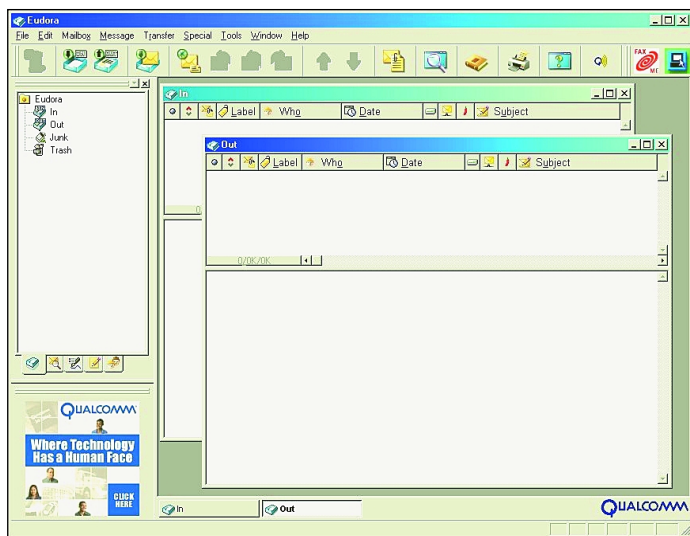 Eudora
File Edit Mailbox Message Transfer Special Tools Window Help
FAX
ME
Eudora
In
Out
Junk
Trash
In
Label Who Date Subject
Out
Label Who Date Subject
0/0K/0K
QUALCOMM
Where Technology
Has a Human Face
CLICK
HERE
In
Out
QUALCOMM